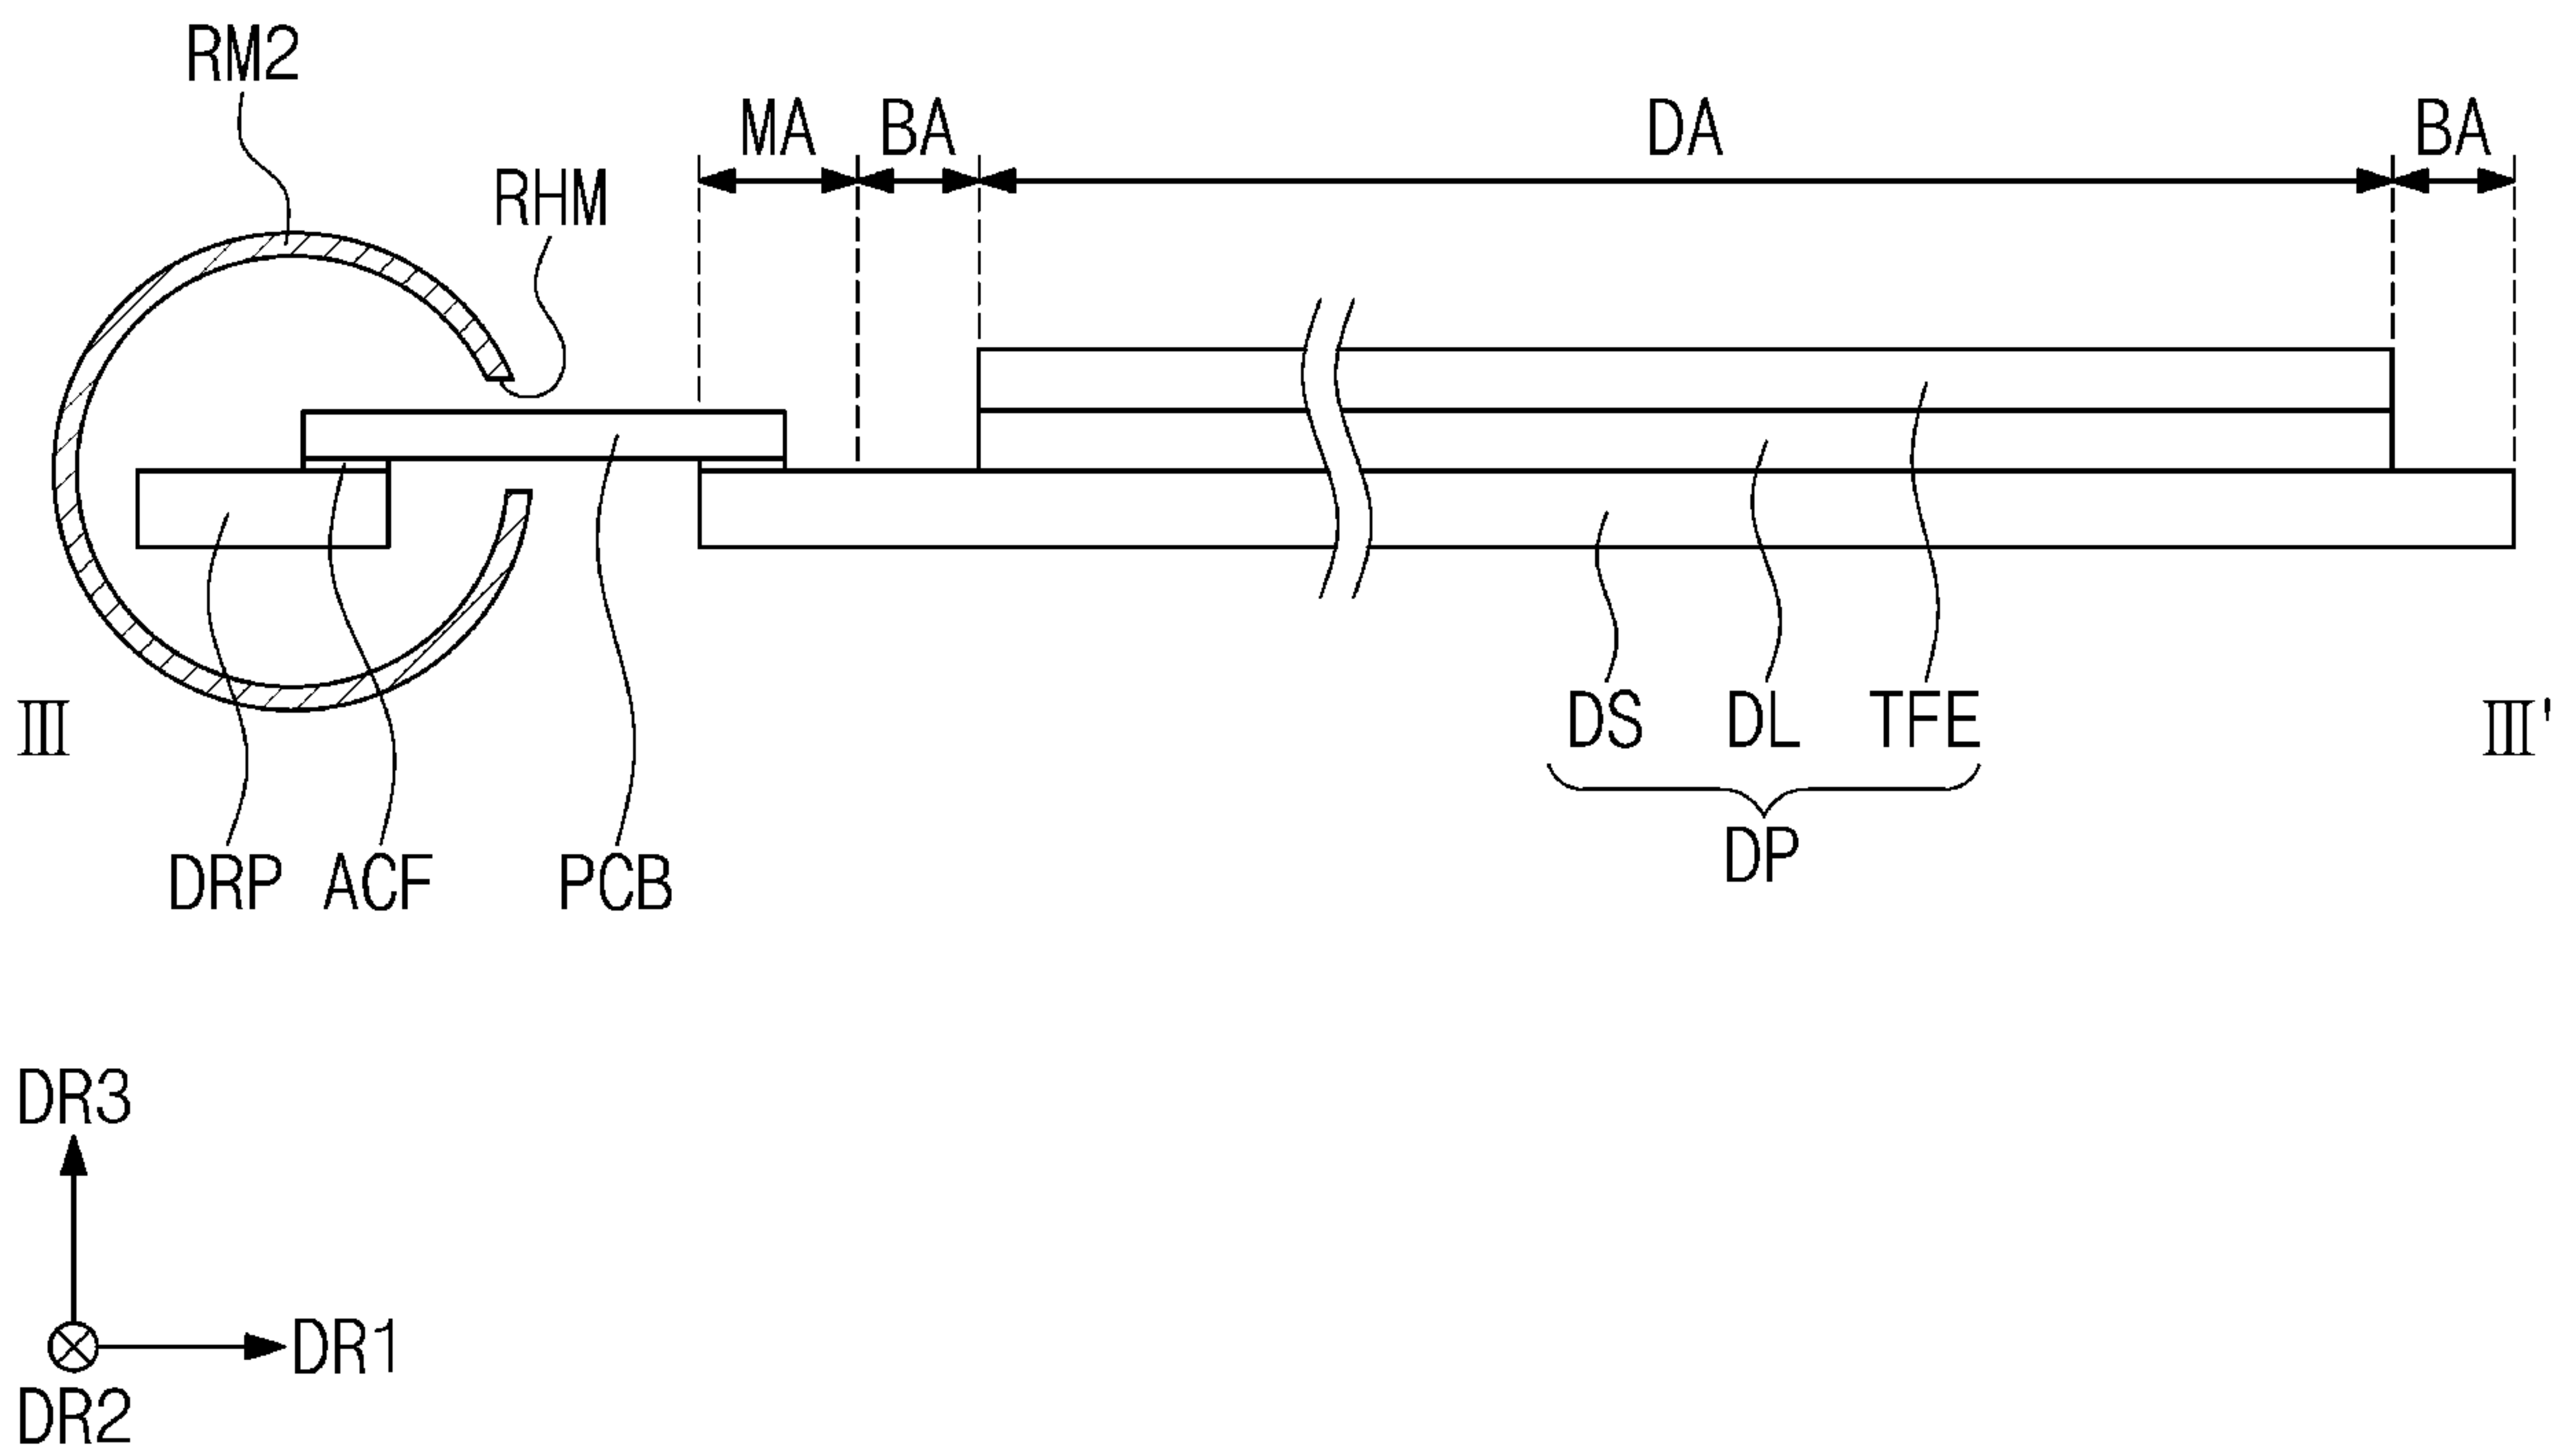 RM2
MA BA DA BA
RHM
III DS DL TFE III'
DP
DRP ACF PCB
DR3
DR1
DR2